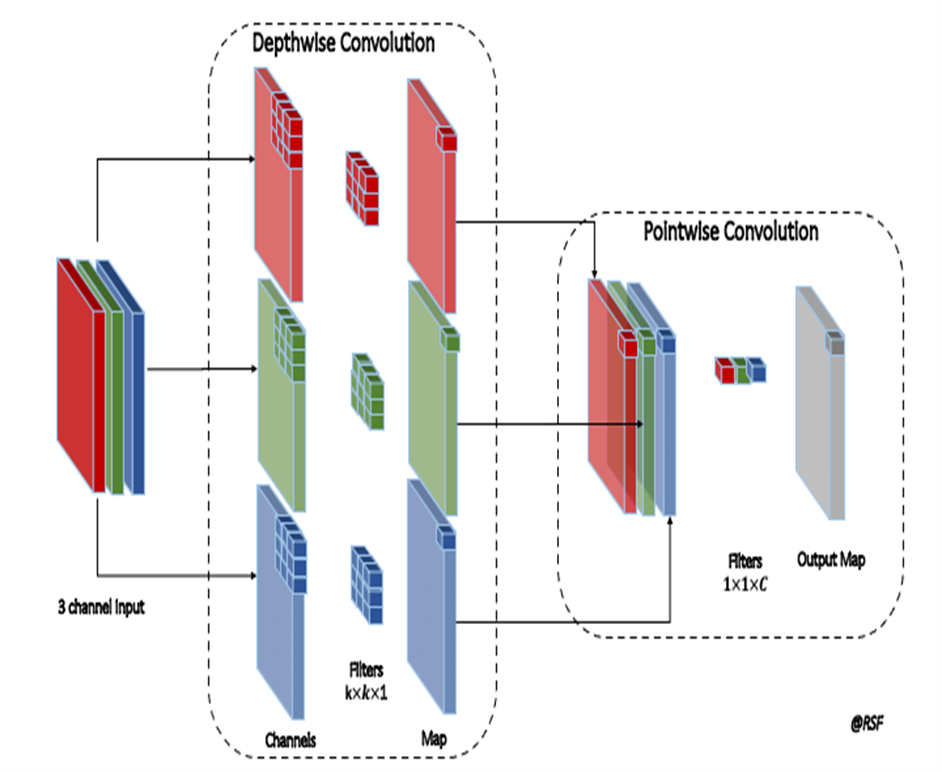 Depthwise Convolution
Pointwise Convolution
3 channel Input
Filters
k×k×1
Channels
Map
Filters
1×1×C
Output Map
@RSF